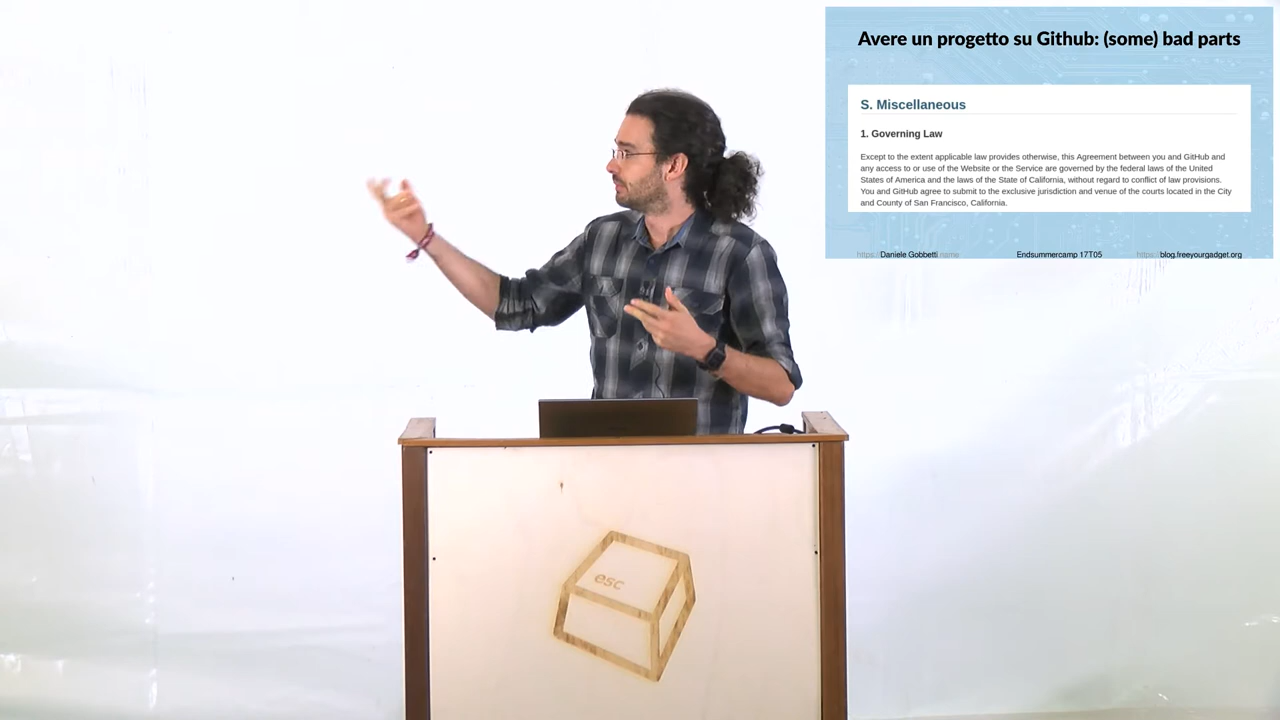 Avere un progetto su Github: (some) bad parts
S. Miscellaneous
1. Governing Law
Except to the extent applicable law provides otherwise, this Agreement between you and GitHub and
any access to or use of the Website or the Service are governed by the federal laws of the United
States of America and the laws of the State of California, without regard to conflict of law provisions.
You and GitHub agree to submit to the exclusive jurisdiction and venue of the courts located in the City
and County of San Francisco, California.
https://Daniele Gobbetti.name
Endsummercamp 17T05
https://blog.freeyourgadget.org
esc